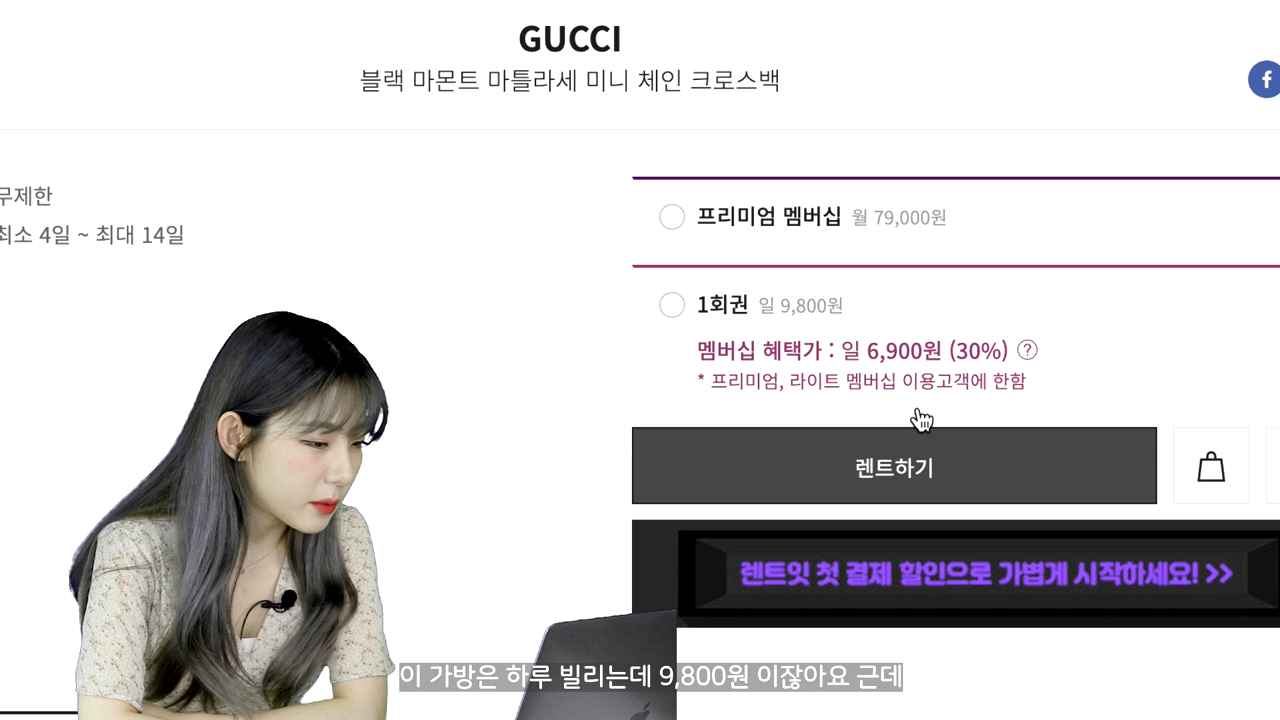 GUCCI
블랙 마몬트 마틀라세 미니 체인 크로스백
f
무제한
최소 4일 ~ 최대 14일
프리미엄 멤버십 월 79,000원
1회권 일 9,800원
멤버십 혜택가 : 일 6,900원 (30%) ?
* 프리미엄, 라이트 멤버십 이용고객에 한함
렌트하기
렌트잇 첫 결제 할인으로 가볍게 시작하세요! >>
이 가방은 하루 빌리는데 9,800원 이잖아요 근데